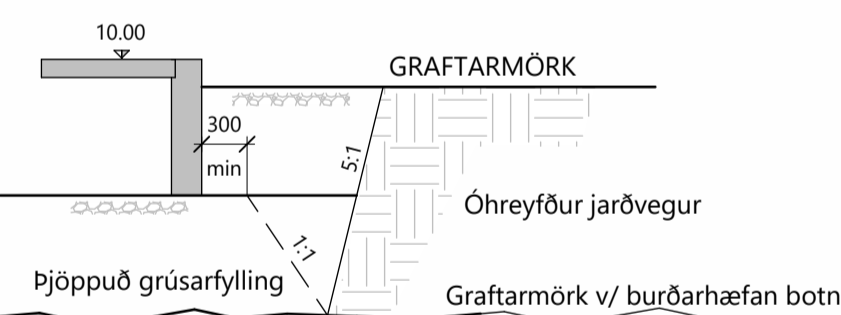 10.00
GRAFTARMÖRK
300
min
5:1
Óhreyfður jarðvegur
1:1
Þjöppuð grúsarfylling
Graftarmörk v/ burðarhæfan botn